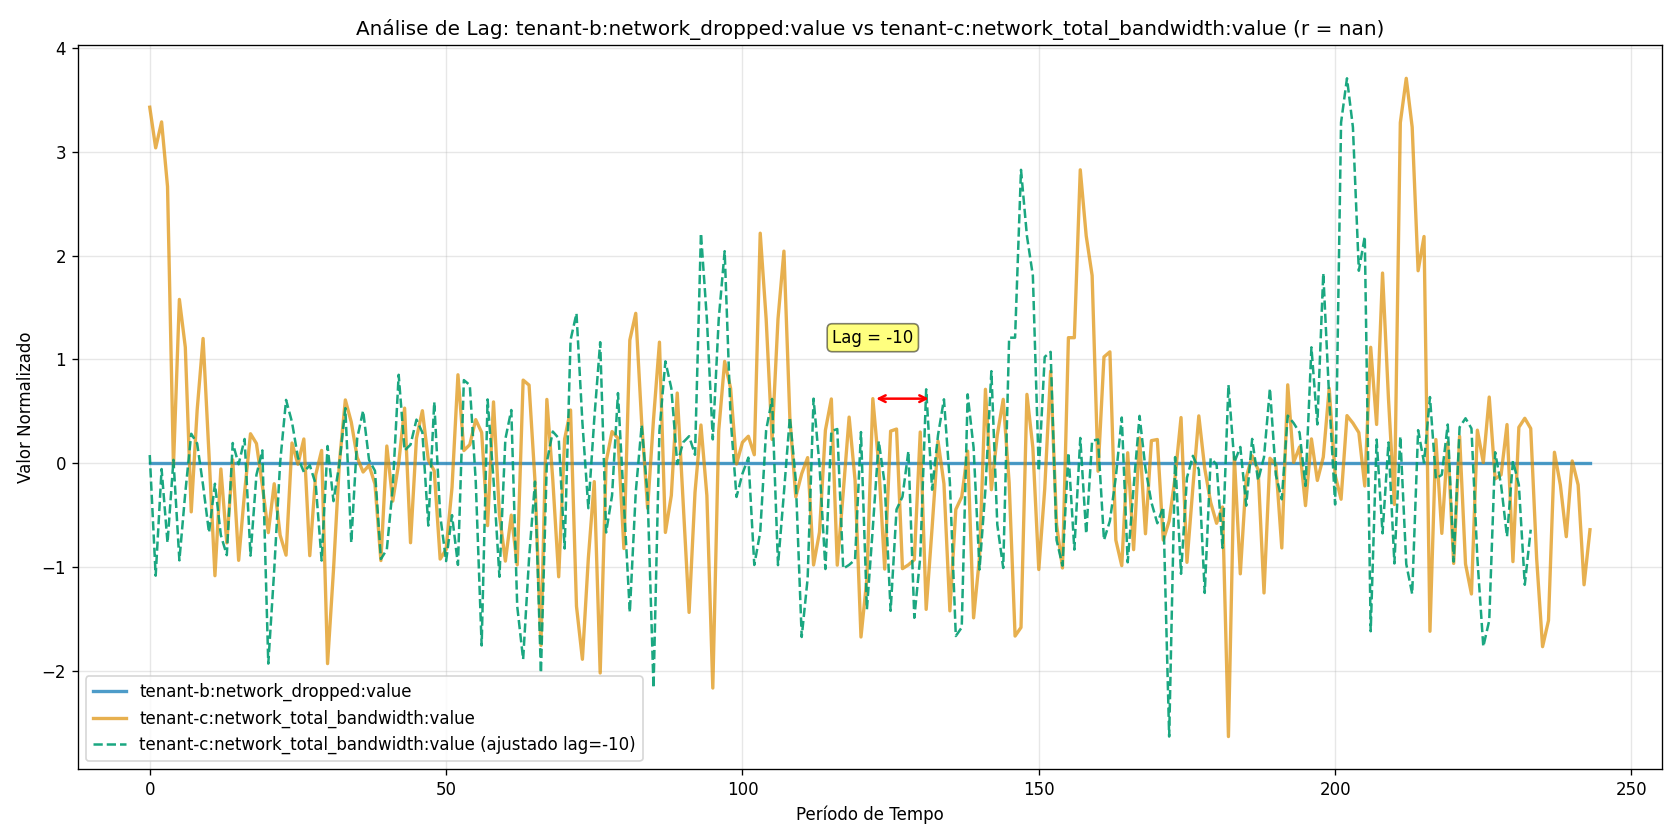 Análise de Lag: tenant-b:network_dropped:value vs tenant-c:network_total_bandwidth:value (r = nan)
Valor Normalizado
4
3
2
1
0
−1
−2
Lag = -10
tenant-b:network_dropped:value
tenant-c:network_total_bandwidth:value
tenant-c:network_total_bandwidth:value (ajustado lag=-10)
0 50 100 150 200 250
Período de Tempo